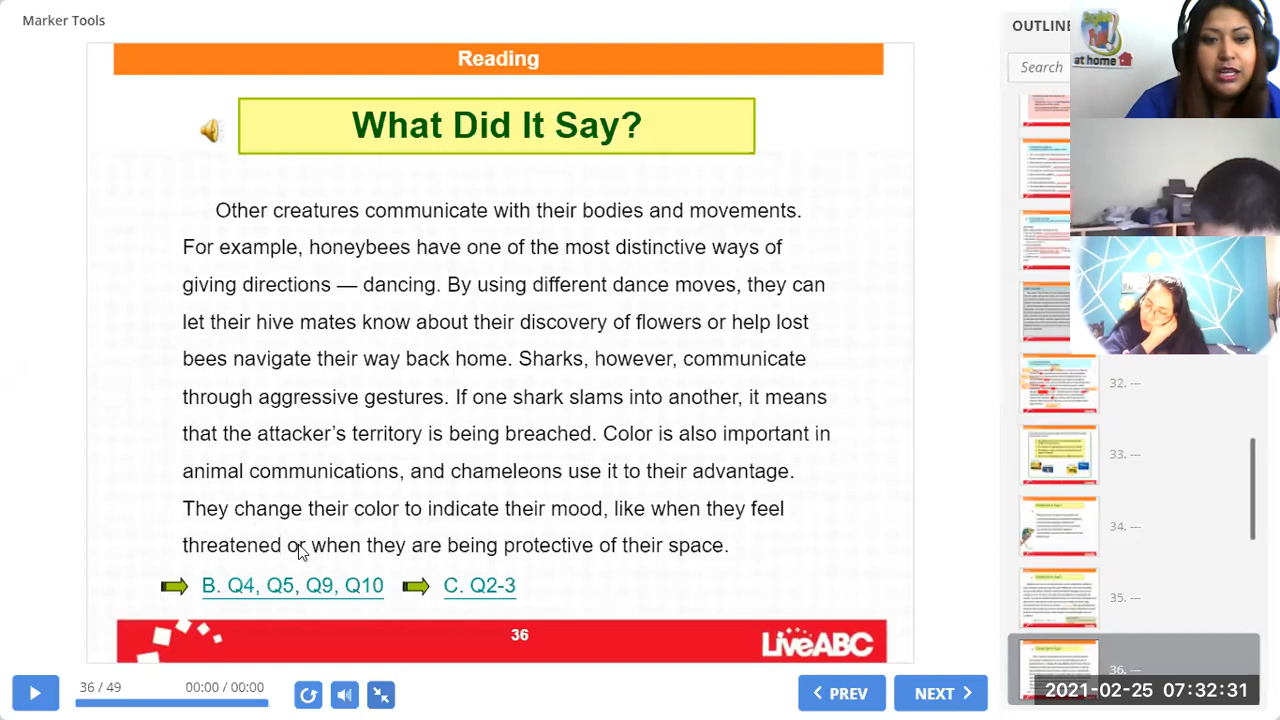 Marker Tools
OUTLINE
Search
at home
Reading
What Did It Say?
Other creatures communicate with their bodies and movements.
For example, honeybees have one of the most distinctive ways of
giving directions — dancing. By using different dance moves, they can
let their hive mates know about their discovery of flowers or help lost
bees navigate their way back home. Sharks, however, communicate
through aggressive gestures. If one shark slams into another, it means
that the attacker's territory is being breached. Color is also important in
animal communications, and chameleons use it to their advantage.
They change their color to indicate their mood, like when they feel
threatened or when they are being protective of their space.
B. Q4, Q5, Q9, Q10
C. Q2-3
36
LiveABC
32. ---
33. ---
34. ---
35. ---
36. ---
36 / 49
00:00 / 00:00
PREV
NEXT
2021-02-25 07:32:31